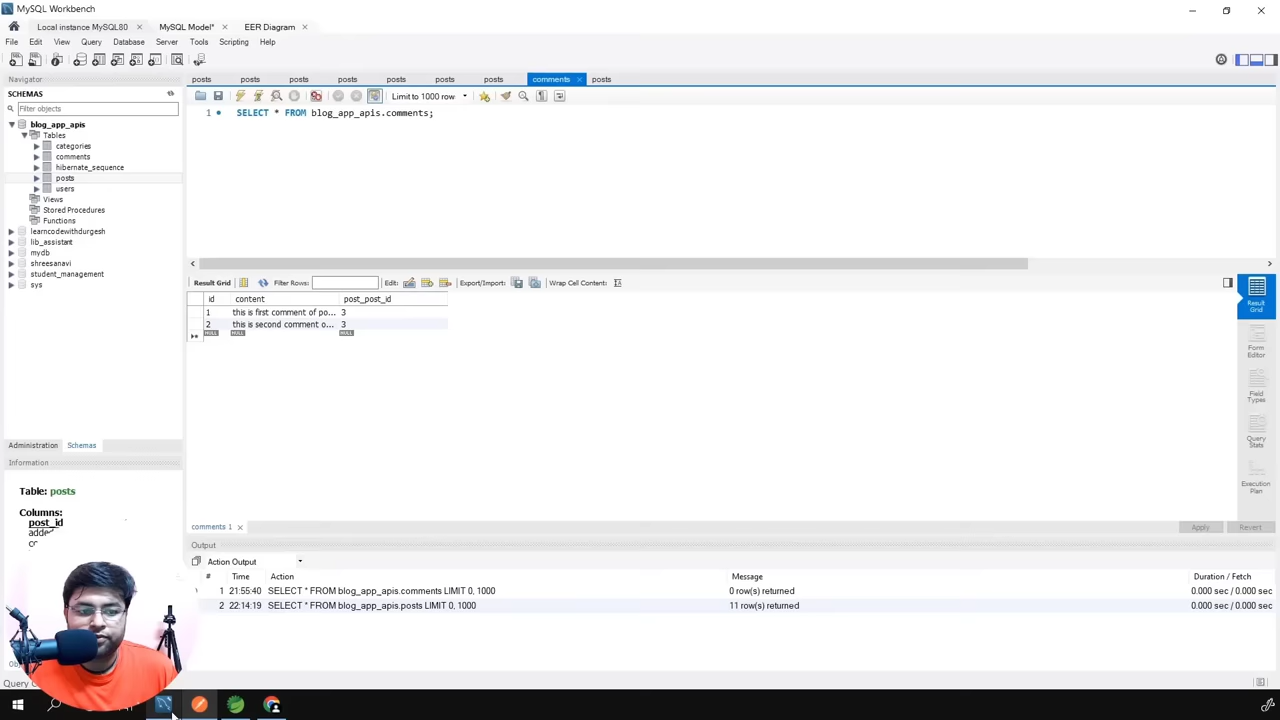 MySQL Workbench
Local instance MySQL80 MySQL Model* EER Diagram
File Edit View Query Database Server Tools Scripting Help
Navigator
posts posts posts posts posts posts posts comments posts
SCHEMAS
Limit to 1000 row
Filter objects
1 SELECT * FROM blog_app_apis.comments;
blog_app_apis
Tables
categories
comments
hibernate_sequence
posts
users
Views
Stored Procedures
Functions
learncodewithdurgesh
lib_assistant
mydb
shreesanavi
student_management
sys
Result Grid Filter Rows: Edit: Export/Import: Wrap Cell Content:
id content post_post_id
1 this is first comment of po... 3
2 this is second comment o... 3
NULL NULL NULL
Result
Grid
Form
Editor
Field
Types
Query
Stats
Execution
Plan
Administration Schemas
Information
Table: posts
Columns:
post_id
comments 1 Apply Revert
Output
Action Output
# Time Action Message Duration / Fetch
1 21:55:40 SELECT * FROM blog_app_apis.comments LIMIT 0, 1000 0 row(s) returned 0.000 sec / 0.000 sec
2 22:14:19 SELECT * FROM blog_app_apis.posts LIMIT 0, 1000 11 row(s) returned 0.000 sec / 0.000 sec
Query